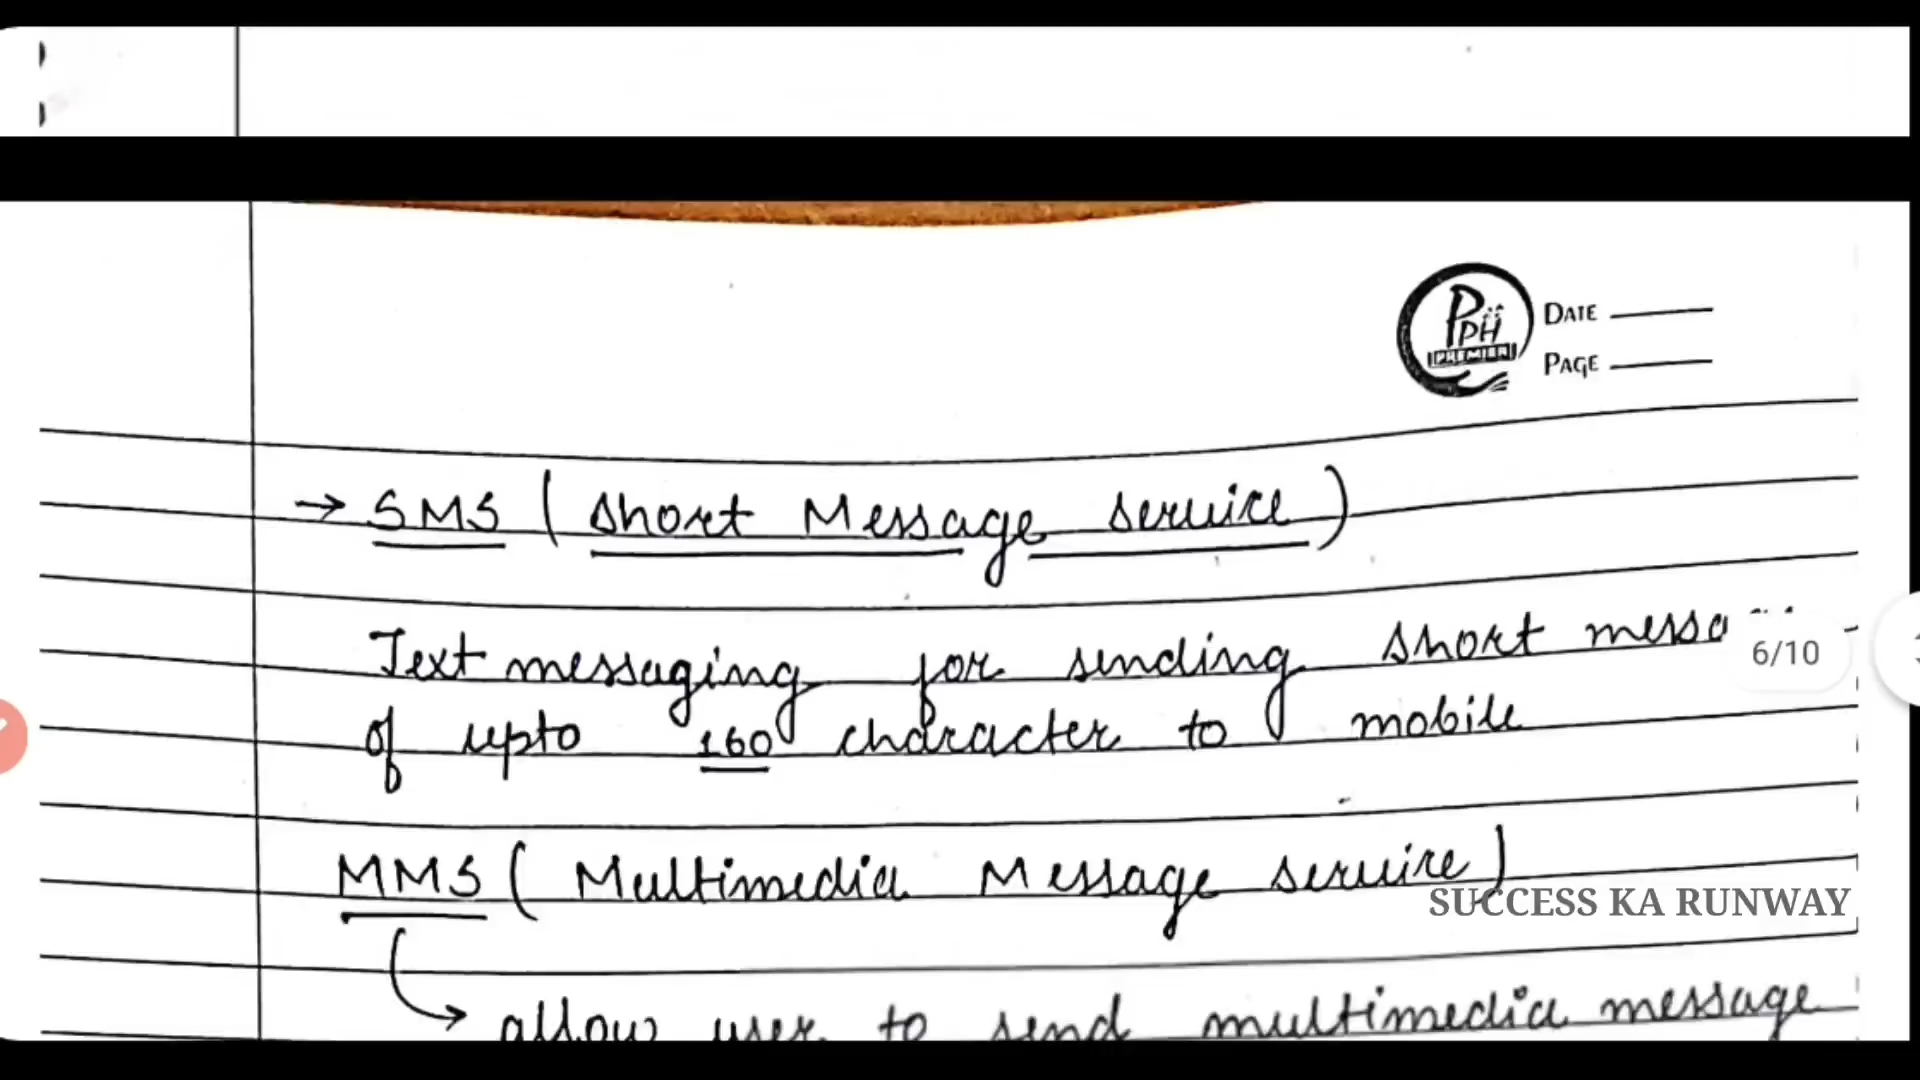 PPH
PREMIER
DATE
PAGE
→ SMS ( Short Message service )
Text messaging for sending short
6/10
of upto 160 character to mobile
MMS ( Multimedia Message service )
SUCCESS KA RUNWAY
↳ allow user to send multimedia message